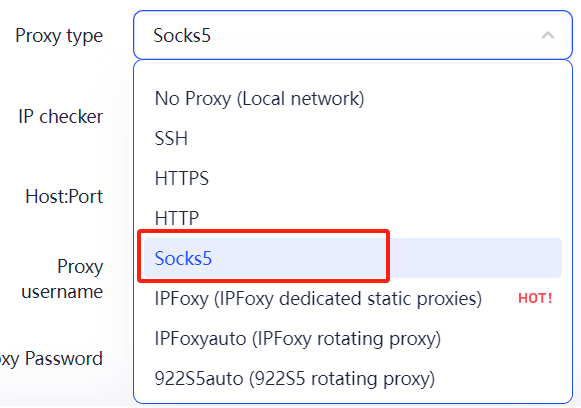 Proxy type
Socks5
No Proxy (Local network)
IP checker
SSH
HTTPS
Host:Port
HTTP
Socks5
Proxy
username
IPFoxy (IPFoxy dedicated static proxies) HOT!
IPFoxyauto (IPFoxy rotating proxy)
oxy Password
922S5auto (922S5 rotating proxy)